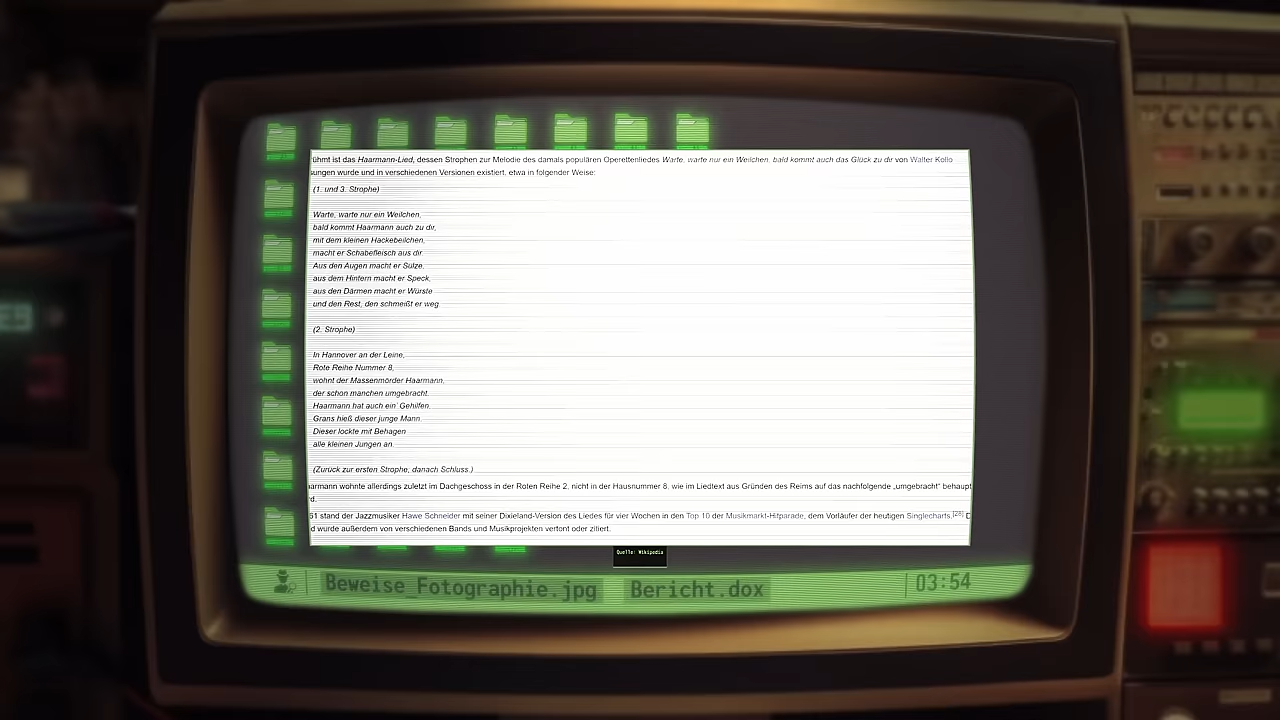 ühmt ist das Haarmann-Lied, dessen Strophen zur Melodie des damals populären Operettenliedes Warte, warte nur ein Weilchen, bald kommt auch das Glück zu dir von Walter Kollo
ungen wurde und in verschiedenen Versionen existiert, etwa in folgender Weise:
(1. und 3. Strophe)
Warte, warte nur ein Weilchen,
bald kommt Haarmann auch zu dir,
mit dem kleinen Hackebeilchen,
macht er Schabefleisch aus dir.
Aus den Augen macht er Sülze,
aus dem Hintern macht er Speck,
aus den Därmen macht er Würste
und den Rest, den schmeißt er weg.
(2. Strophe)
In Hannover an der Leine,
Rote Reihe Nummer 8,
wohnt der Massenmörder Haarmann,
der schon manchen umgebracht.
Haarmann hat auch ein' Gehilfen,
Grans hieß dieser junge Mann.
Dieser lockte mit Behagen
alle kleinen Jungen an.
(Zurück zur ersten Strophe, danach Schluss.)
armann wohnte allerdings zuletzt im Dachgeschoss in der Roten Reihe 2, nicht in der Hausnummer 8, wie im Liedtext aus Gründen des Reims auf das nachfolgende „umgebracht“ behaupt
d.
61 stand der Jazzmusiker Hawe Schneider mit seiner Dixieland-Version des Liedes für vier Wochen in den Top 10 der Musikmarkt-Hitparade, dem Vorläufer der heutigen Singlecharts.[28] D
d wurde außerdem von verschiedenen Bands und Musikprojekten vertont oder zitiert.
Quelle: Wikipedia
Beweise_Fotographie.jpg Bericht.dox 03:54